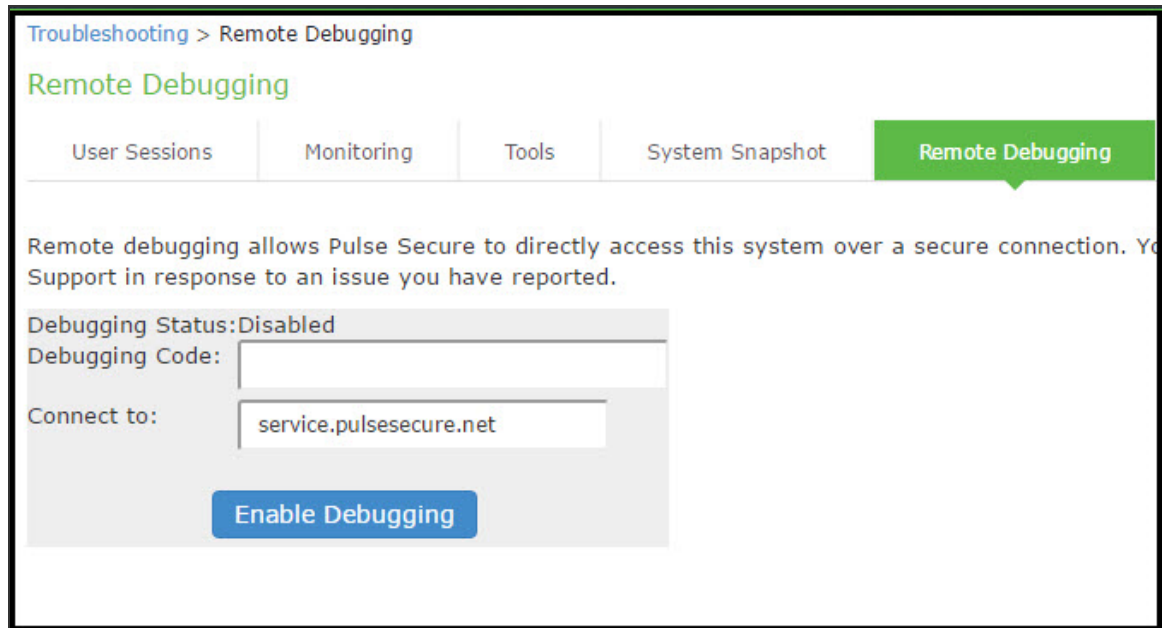 Troubleshooting > Remote Debugging
Remote Debugging
User Sessions Monitoring Tools System Snapshot Remote Debugging
Remote debugging allows Pulse Secure to directly access this system over a secure connection.
Support in response to an issue you have reported.
Debugging Status:Disabled
Debugging Code:
Connect to: service.pulsesecure.net
Enable Debugging